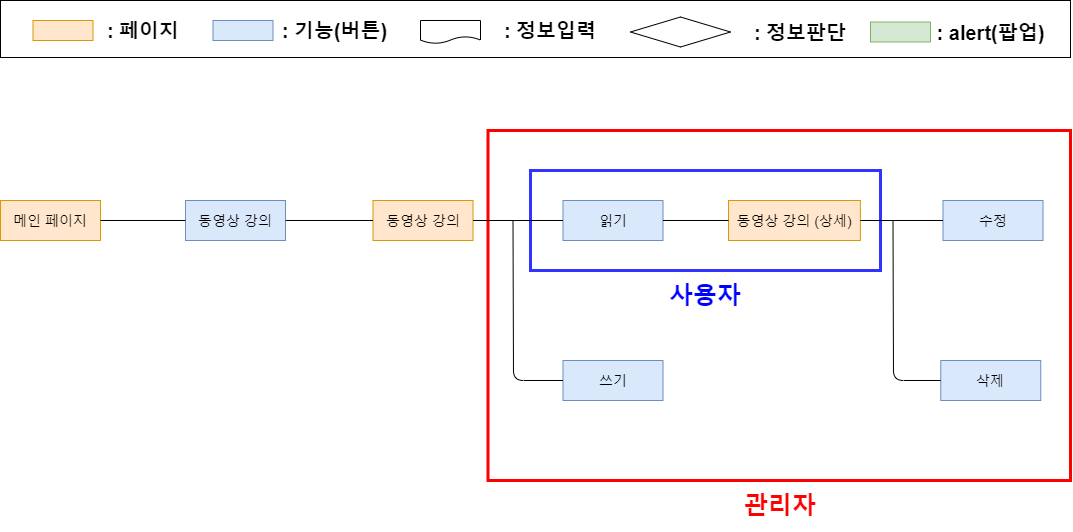 : 페이지
: 기능(버튼)
: 정보입력
: 정보판단
: alert(팝업)
메인 페이지
동영상 강의
동영상 강의
읽기
동영상 강의 (상세)
수정
사용자
쓰기
삭제
관리자